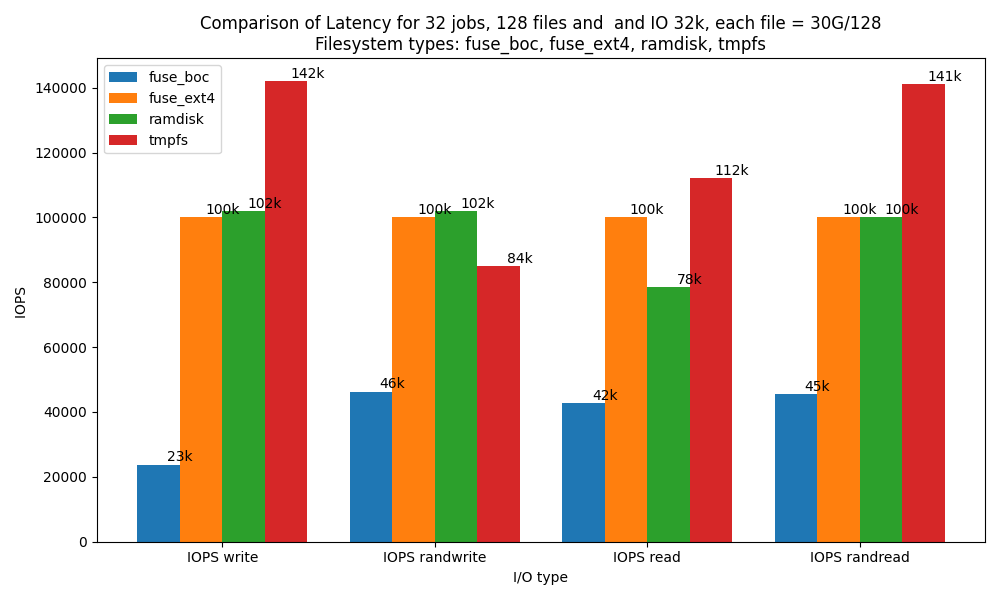 Comparison of Latency for 32 jobs, 128 files and  and IO 32k, each file = 30G/128
Filesystem types: fuse_boc, fuse_ext4, ramdisk, tmpfs
fuse_boc
fuse_ext4
ramdisk
tmpfs
IOPS
140000
120000
100000
80000
60000
40000
20000
0
23k
100k
102k
142k
46k
100k
102k
84k
42k
100k
78k
112k
45k
100k
100k
141k
IOPS write
IOPS randwrite
IOPS read
IOPS randread
I/O type